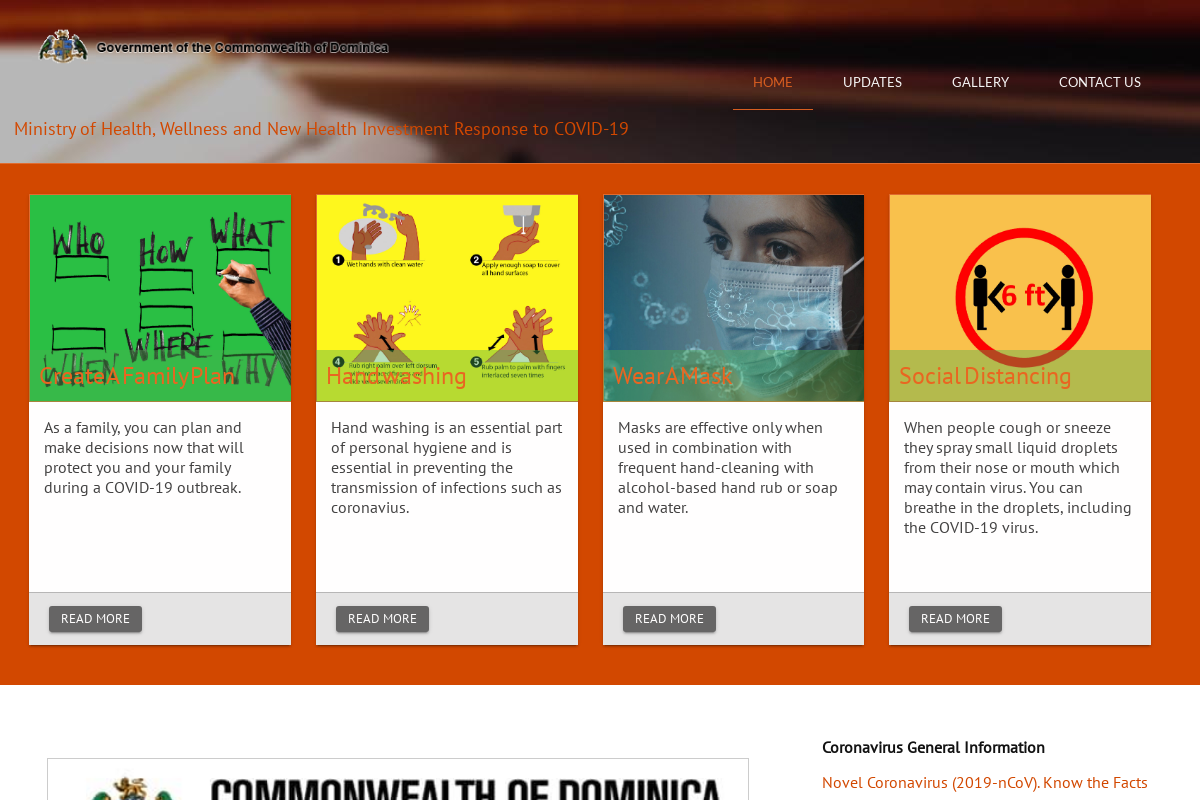 Government of the Commonwealth of Dominica
HOME
UPDATES
GALLERY
CONTACT US
Ministry of Health, Wellness and New Health Investment Response to COVID-19
WHO
HOW
WHAT
WHEN
WHERE
WHY
Create A Family Plan
1 Wet hands with clean water
2 Apply enough soap to cover
all hand surfaces
4 Rub right palm over left dorsum,
5 Rub palm to palm with fingers
interlaced seven times
Handwashing
Wear A Mask
6 ft
Social Distancing
As a family, you can plan and
make decisions now that will
protect you and your family
during a COVID-19 outbreak.
READ MORE
Hand washing is an essential part
of personal hygiene and is
essential in preventing the
transmission of infections such as
coronavius.
READ MORE
Masks are effective only when
used in combination with
frequent hand-cleaning with
alcohol-based hand rub or soap
and water.
READ MORE
When people cough or sneeze
they spray small liquid droplets
from their nose or mouth which
may contain virus. You can
breathe in the droplets, including
the COVID-19 virus.
READ MORE
COMMONWEALTH OF DOMINICA
Coronavirus General Information
Novel Coronavirus (2019-nCoV). Know the Facts